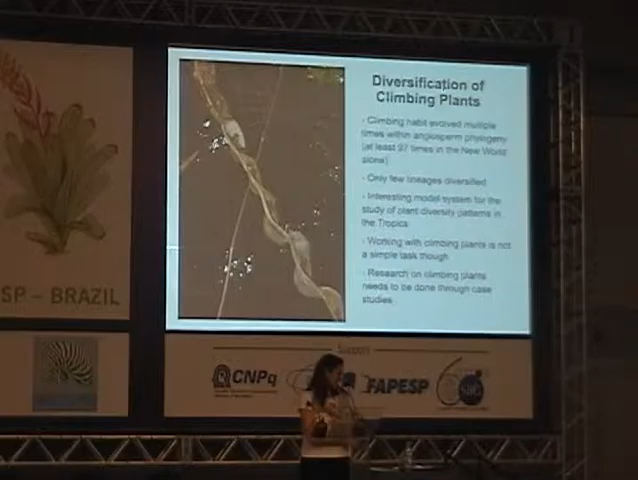 Diversification of
Climbing Plants
- Climbing habit evolved multiple
times within angiosperm phylogeny
(at least 97 times in the New World
alone)
- Only few lineages diversified
- Interesting model system for the
study of plant diversity patterns in
the Tropics
- Working with climbing plants is not
a simple task though
- Research on climbing plants
needs to be done through case
studies
SP – BRAZIL
Support
CNPq
FAPESP